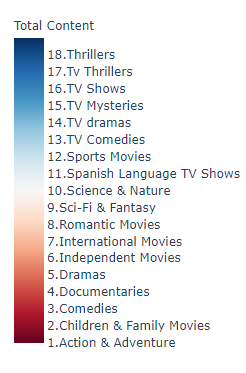 Total Content
18.Thrillers
17.Tv Thrillers
16.TV Shows
15.TV Mysteries
14.TV dramas
13.TV Comedies
12.Sports Movies
11.Spanish Language TV Shows
10.Science & Nature
9.Sci-Fi & Fantasy
8.Romantic Movies
7.International Movies
6.Independent Movies
5.Dramas
4.Documentaries
3.Comedies
2.Children & Family Movies
1.Action & Adventure